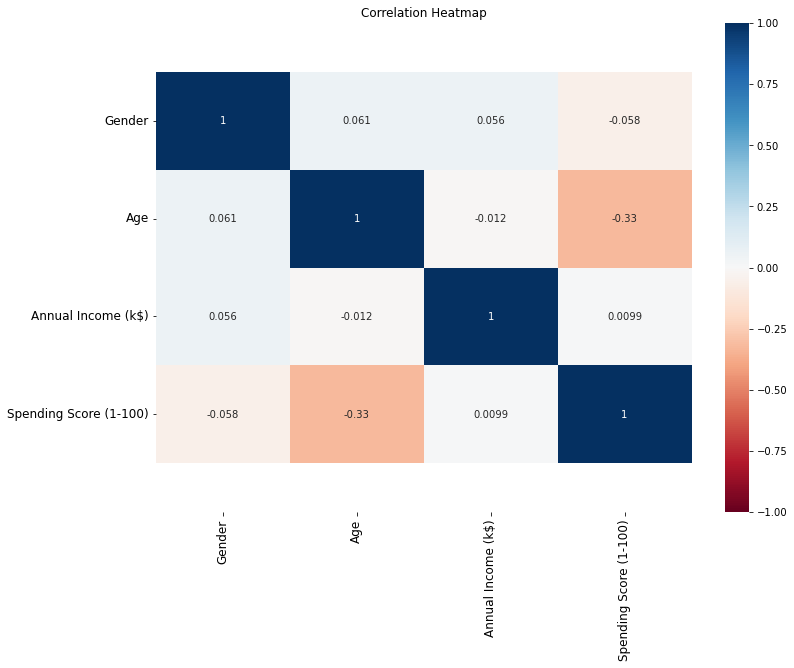 Correlation Heatmap
Gender
1
0.061
0.056
-0.058
Age
0.061
1
-0.012
-0.33
Annual Income (k$)
0.056
-0.012
1
0.0099
Spending Score (1-100)
-0.058
-0.33
0.0099
1
Gender
Age
Annual Income (k$)
Spending Score (1-100)
1.00
0.75
0.50
0.25
0.00
−0.25
−0.50
−0.75
−1.00